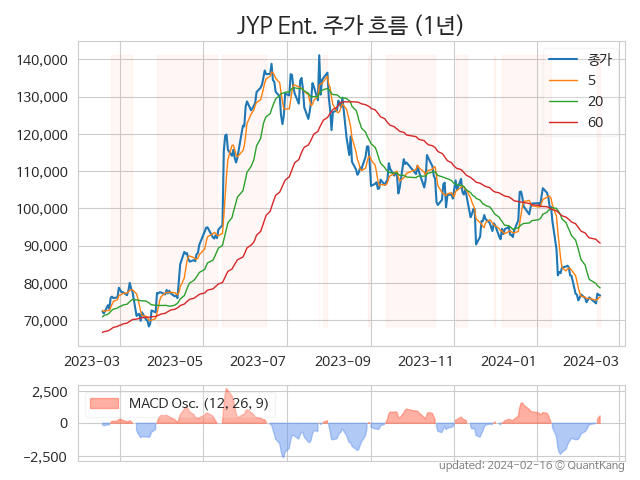 JYP Ent. 주가 흐름 (1년)
140,000
130,000
120,000
110,000
100,000
90,000
80,000
70,000
종가
5
20
60
2023-03 2023-05 2023-07 2023-09 2023-11 2024-01 2024-03
2,500
0
−2,500
MACD Osc. (12, 26, 9)
updated: 2024-02-16 © QuantKang